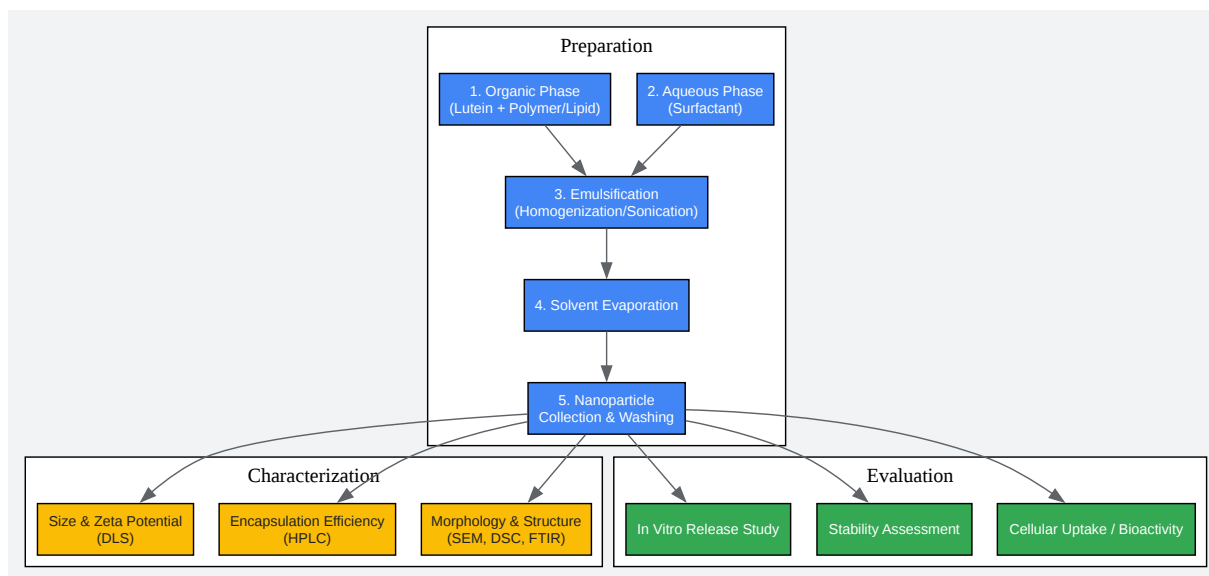 Preparation
1. Organic Phase
(Lutein + Polymer/Lipid)
2. Aqueous Phase
(Surfactant)
3. Emulsification
(Homogenization/Sonication)
4. Solvent Evaporation
5. Nanoparticle
Collection & Washing
Characterization
Size & Zeta Potential
(DLS)
Encapsulation Efficiency
(HPLC)
Morphology & Structure
(SEM, DSC, FTIR)
Evaluation
In Vitro Release Study
Stability Assessment
Cellular Uptake / Bioactivity